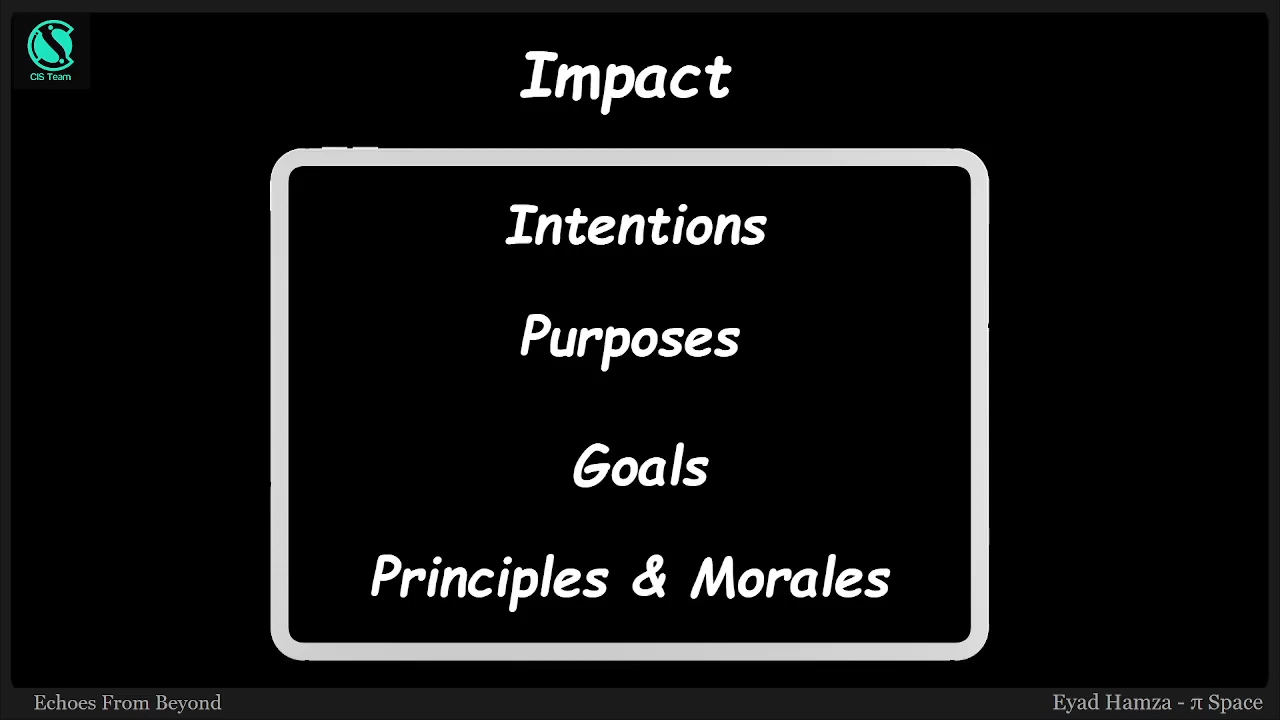 CIS Team
Impact
Intentions
Purposes
Goals
Principles & Morales
Echoes From Beyond
Eyad Hamza - π Space